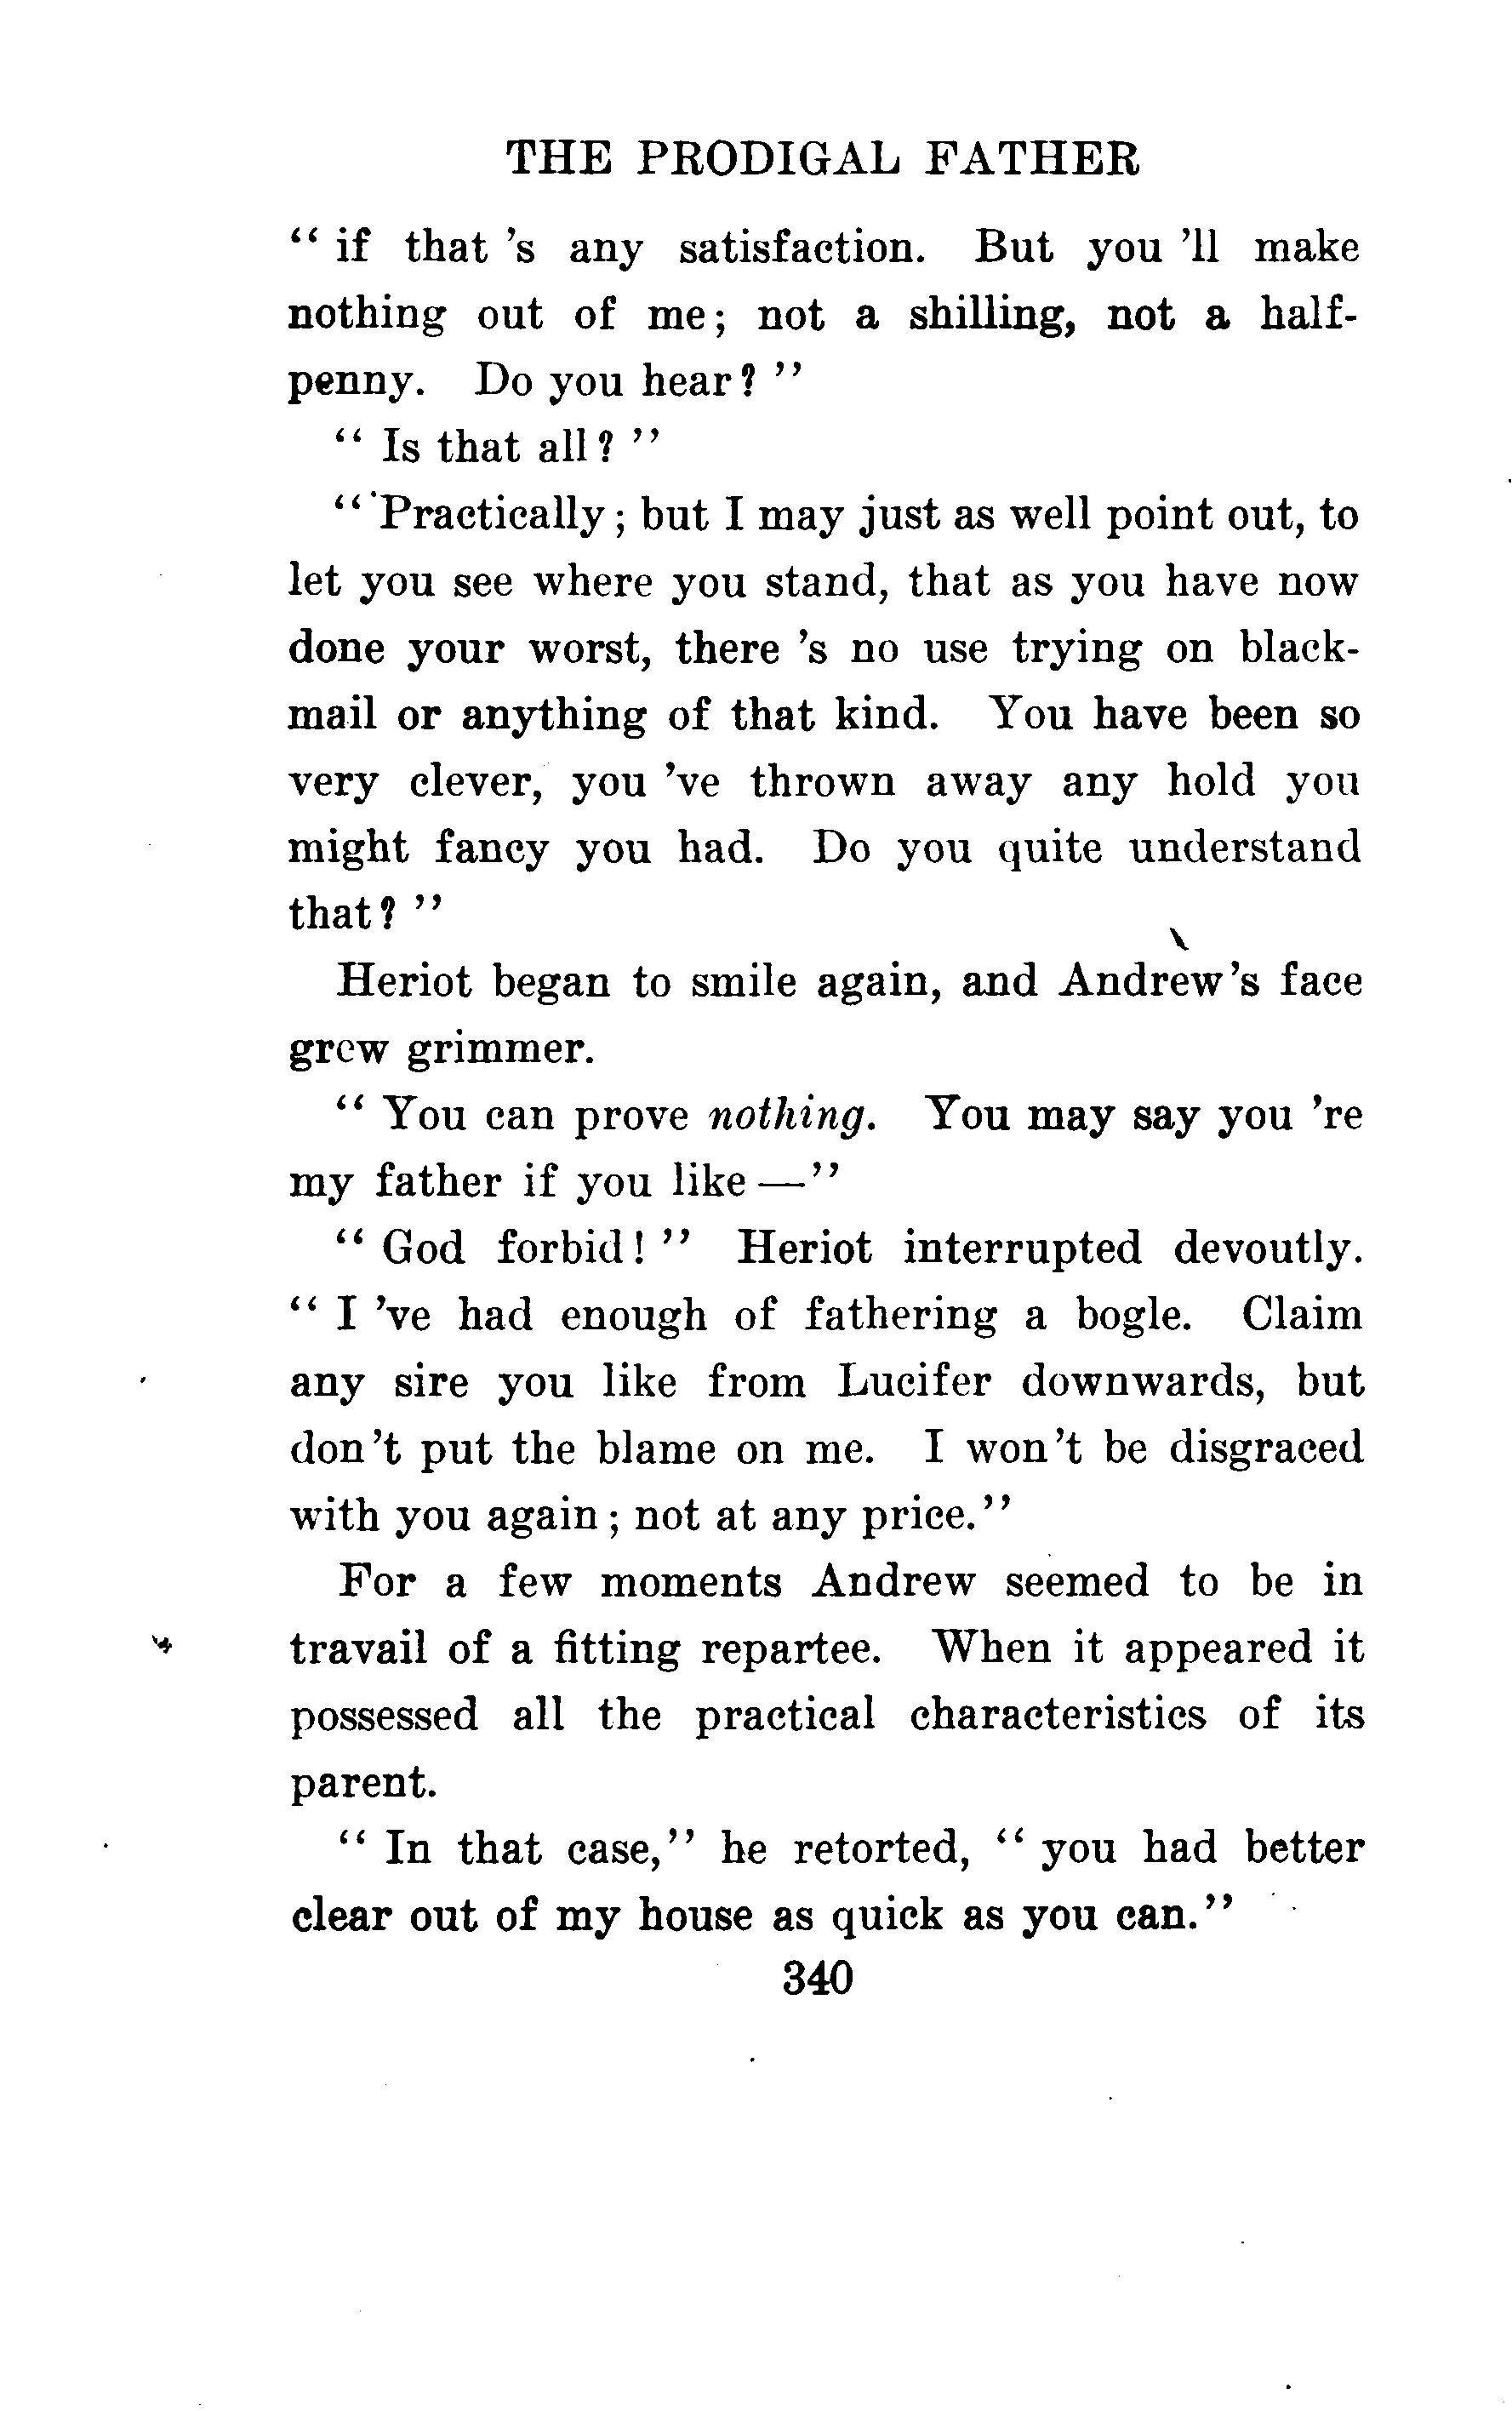 THE PRODIGAL FATHER
“ if that 's any satisfaction. But you 'll make
nothing out of me; not a shilling, not a half-
penny. Do you hear? ”
“ Is that all? ”
“ Practically; but I may just as well point out, to
let you see where you stand, that as you have now
done your worst, there 's no use trying on black-
mail or anything of that kind. You have been so
very clever, you 've thrown away any hold you
might fancy you had. Do you quite understand
that? ”
Heriot began to smile again, and Andrew's face
grew grimmer.
“ You can prove nothing. You may say you 're
my father if you like —”
“ God forbid! ” Heriot interrupted devoutly.
“ I 've had enough of fathering a bogle. Claim
any sire you like from Lucifer downwards, but
don't put the blame on me. I won't be disgraced
with you again; not at any price.”
For a few moments Andrew seemed to be in
travail of a fitting repartee. When it appeared it
possessed all the practical characteristics of its
parent.
“ In that case,” he retorted, “ you had better
clear out of my house as quick as you can.”
340